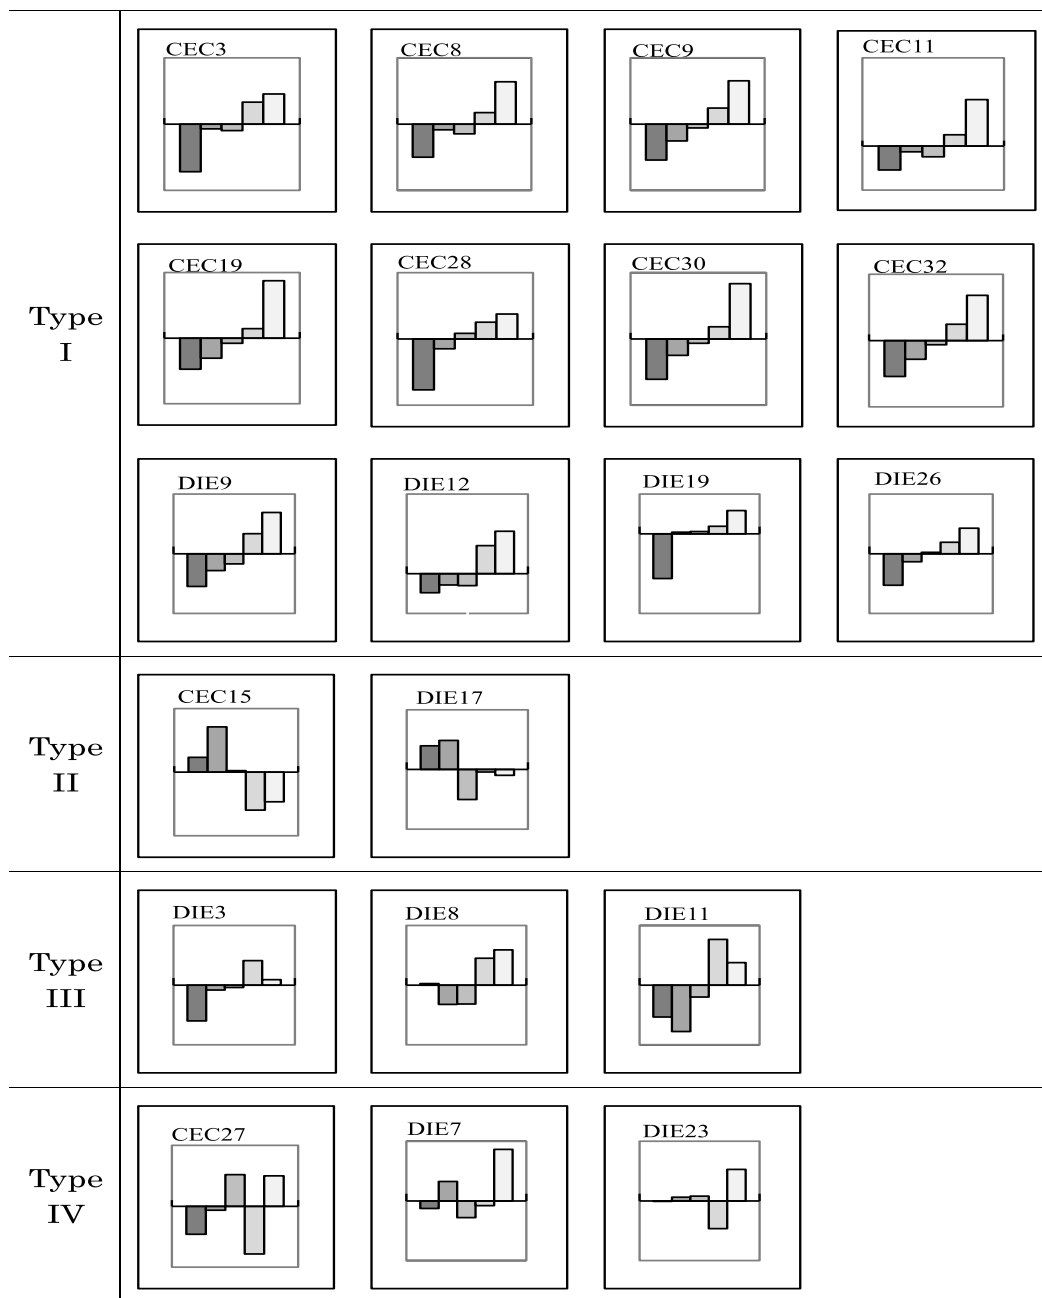 CEC3 CEC8 CEC9 CEC11
Type
I
CEC19 CEC28 CEC30 CEC32
DIE9 DIE12 DIE19 DIE26
Type
II
CEC15 DIE17
Type
III
DIE3 DIE8 DIE11
Type
IV
CEC27 DIE7 DIE23